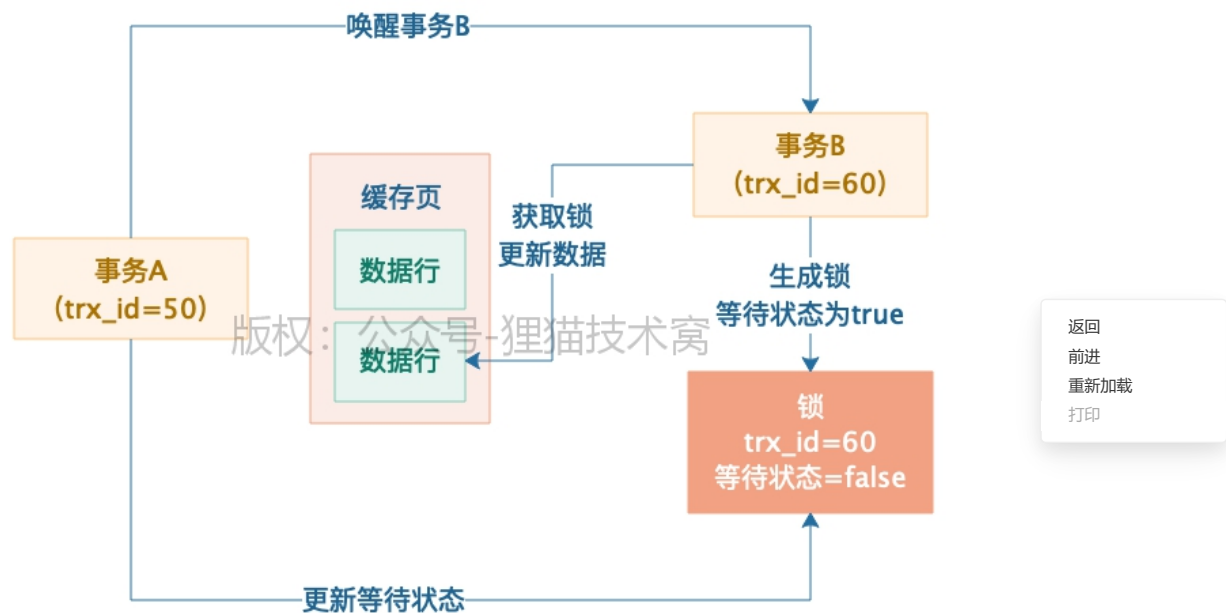 唤醒事务B
事务B
(trx_id=60)
缓存页
获取锁
更新数据
数据行
事务A
(trx_id=50)
生成锁
等待状态为true
版权：公众号-狸猫技术窝
数据行
锁
trx_id=60
等待状态=false
更新等待状态
返回
前进
重新加载
打印